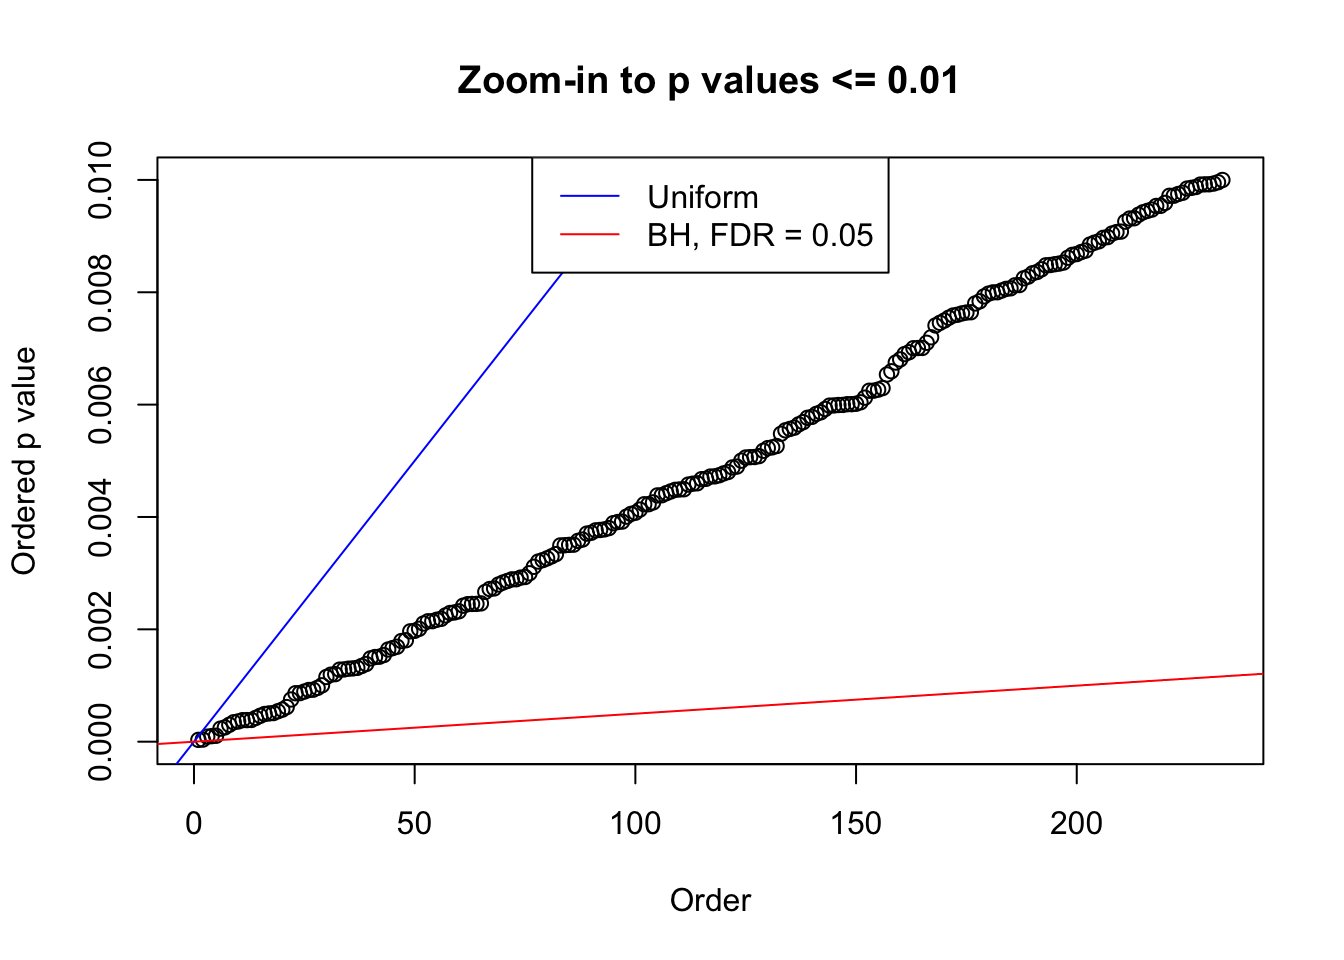 Zoom-in to p values <= 0.01
Uniform
BH, FDR = 0.05
Ordered p value
0.010
0.008
0.006
0.004
0.002
0.000
0 50 100 150 200
Order